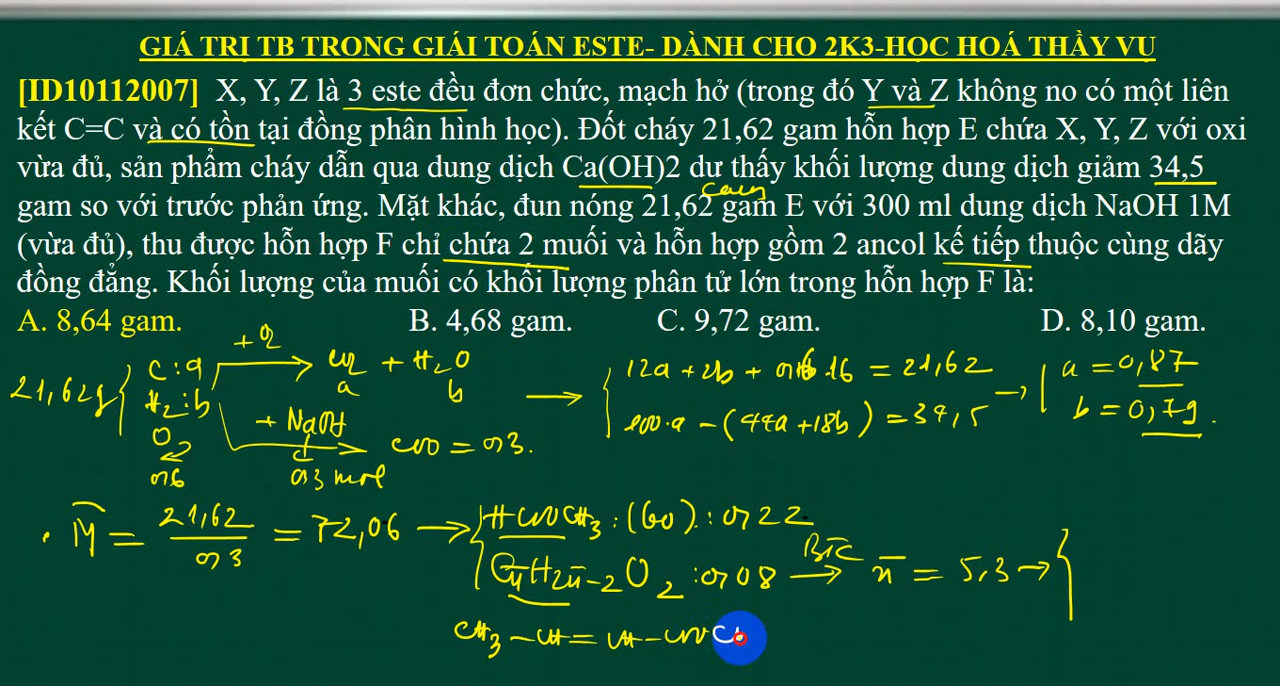 GIÁ TRỊ TB TRONG GIẢI TOÁN ESTE- DÀNH CHO 2K3-HỌC HOÁ THẦY VỤ
[ID10112007] X, Y, Z là 3 este đều đơn chức, mạch hở (trong đó Y và Z không no có một liên
kết C=C và có tồn tại đồng phân hình học). Đốt cháy 21,62 gam hỗn hợp E chứa X, Y, Z với oxi
vừa đủ, sản phẩm cháy dẫn qua dung dịch Ca(OH)2 dư thấy khối lượng dung dịch giảm 34,5
gam so với trước phản ứng. Mặt khác, đun nóng 21,62 gam E với 300 ml dung dịch NaOH 1M
(vừa đủ), thu được hỗn hợp F chỉ chứa 2 muối và hỗn hợp gồm 2 ancol kế tiếp thuộc cùng dãy
đồng đẳng. Khối lượng của muối có khối lượng phân tử lớn trong hỗn hợp F là:
A. 8,64 gam. B. 4,68 gam. C. 9,72 gam. D. 8,10 gam.
21,62g { C : a + O2 → CO2 + H2O
H2 : b a b
O2 + NaOH → COO = 0,3.
0,6 0,3 mol
→ { 12a + 2b + 0,6.16 = 21,62 → { a = 0,87
100.a - (44a + 18b) = 34,5 b = 0,79.
M = 21,62 / 0,3 = 72,06 → { HCOOCH3 : (60) : 0,22
CnH2n-2O2 : 0,08 BTC → n = 5,3 → {
CH3 - CH = CH - COOC